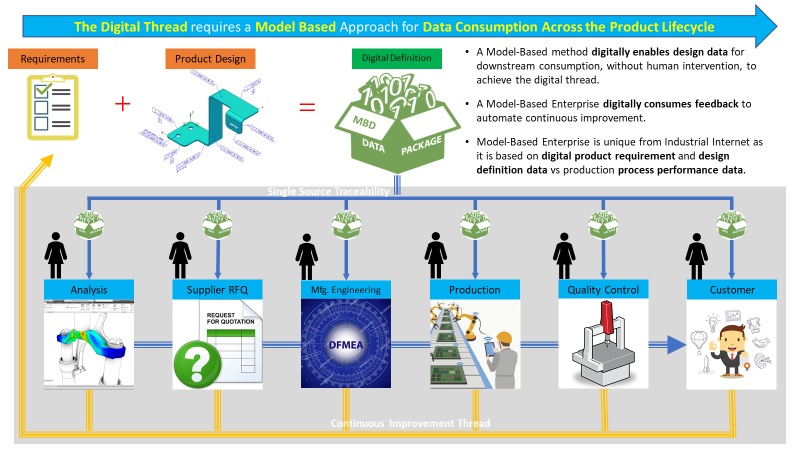 The Digital Thread requires a Model Based Approach for Data Consumption Across the Product Lifecycle
Requirements
Product Design
Digital Definition
MBD
DATA
PACKAGE
• A Model-Based method digitally enables design data for
downstream consumption, without human intervention, to
achieve the digital thread.
• A Model-Based Enterprise digitally consumes feedback to
automate continuous improvement.
• Model-Based Enterprise is unique from Industrial Internet as
it is based on digital product requirement and design
definition data vs production process performance data.
Single Source Traceability
Analysis
Supplier RFQ
Mfg. Engineering
Production
Quality Control
Customer
REQUEST
FOR QUOTATION
DFMEA
Continuous Improvement Thread